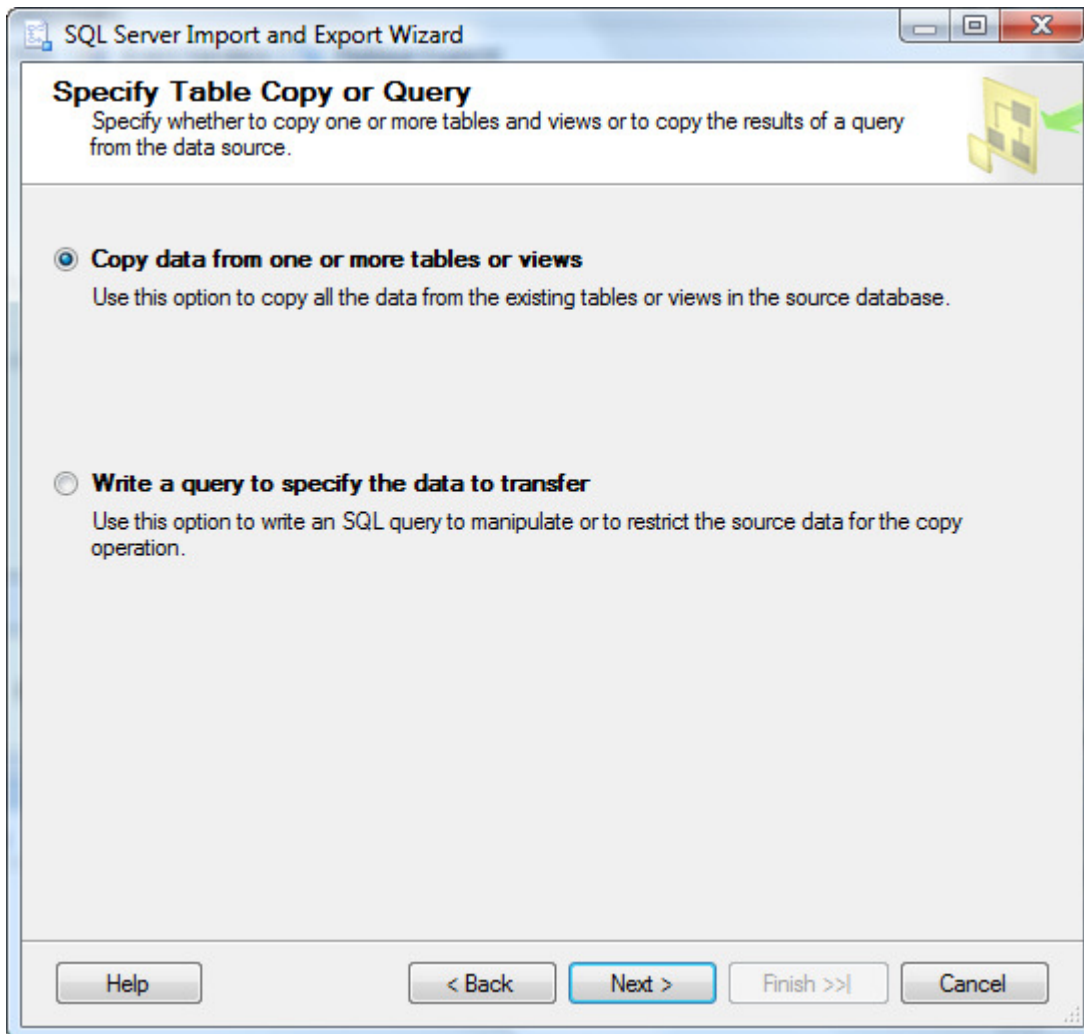 SQL Server Import and Export Wizard
Specify Table Copy or Query
Specify whether to copy one or more tables and views or to copy the results of a query
from the data source.
Copy data from one or more tables or views
Use this option to copy all the data from the existing tables or views in the source database.
Write a query to specify the data to transfer
Use this option to write an SQL query to manipulate or to restrict the source data for the copy
operation.
Help
< Back
Next >
Finish >>|
Cancel